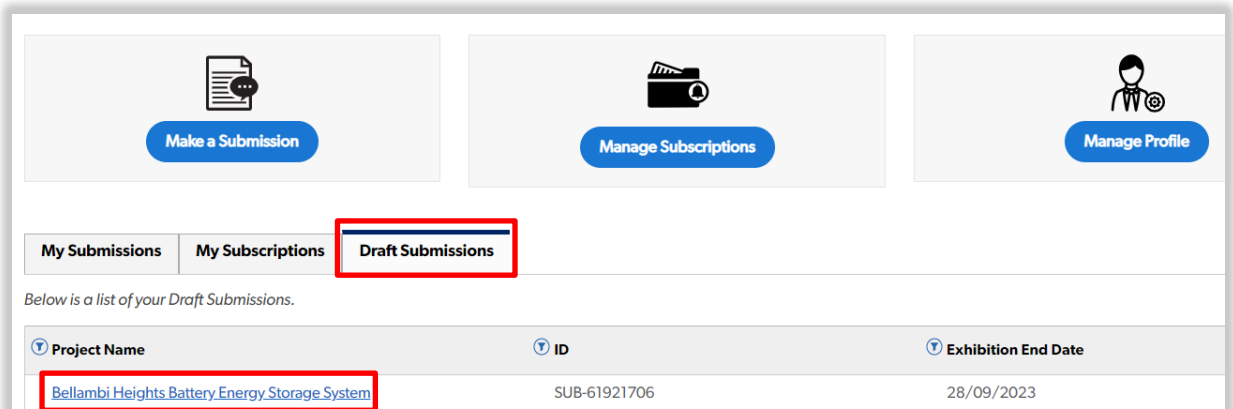 Make a Submission
Manage Subscriptions
Manage Profile
My Submissions My Subscriptions Draft Submissions
Below is a list of your Draft Submissions.
Project Name ID Exhibition End Date
Bellambi Heights Battery Energy Storage System SUB-61921706 28/09/2023